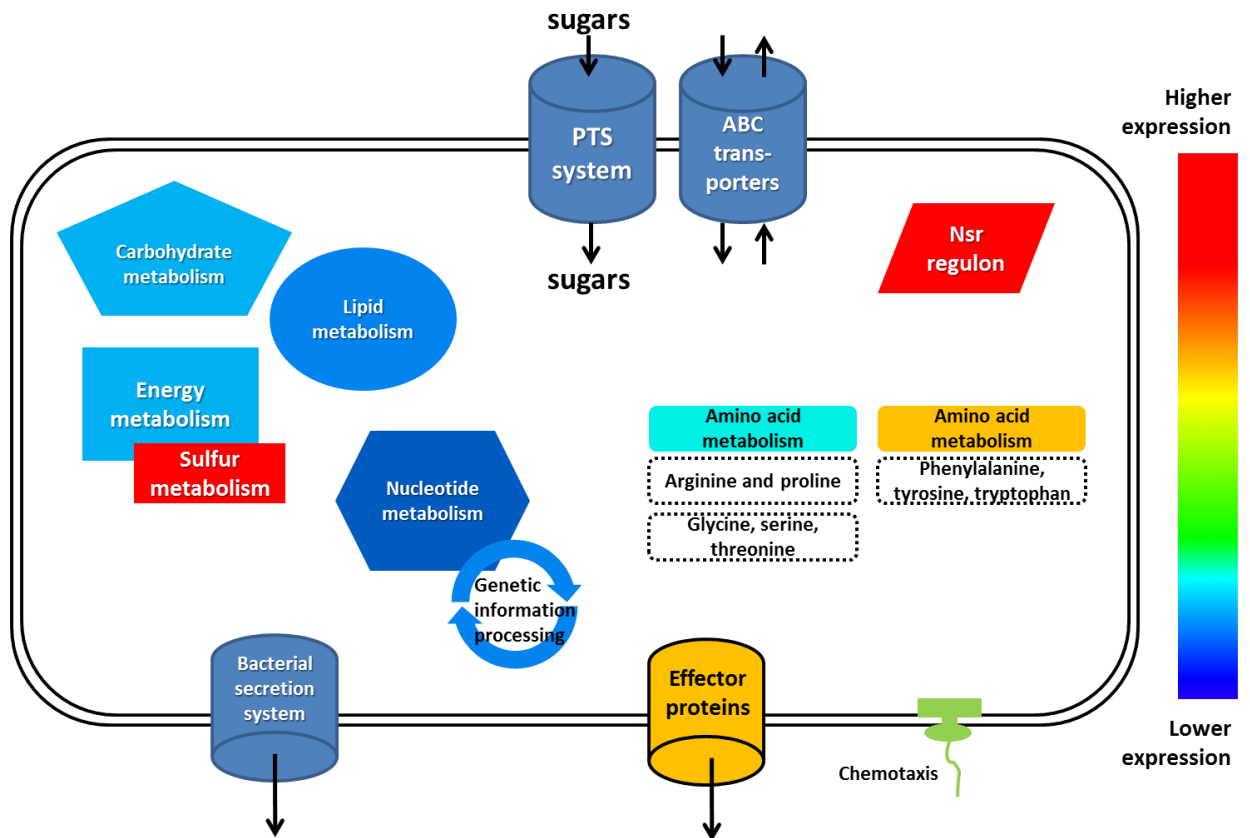 sugars
PTS
system
ABC
trans-
porters
sugars
Higher
expression
Nsr
regulon
Carbohydrate
metabolism
Lipid
metabolism
Energy
metabolism
Sulfur
metabolism
Nucleotide
metabolism
Genetic
information
processing
Amino acid
metabolism
Arginine and proline
Glycine, serine,
threonine
Amino acid
metabolism
Phenylalanine,
tyrosine, tryptophan
Bacterial
secretion
system
Effector
proteins
Chemotaxis
Lower
expression